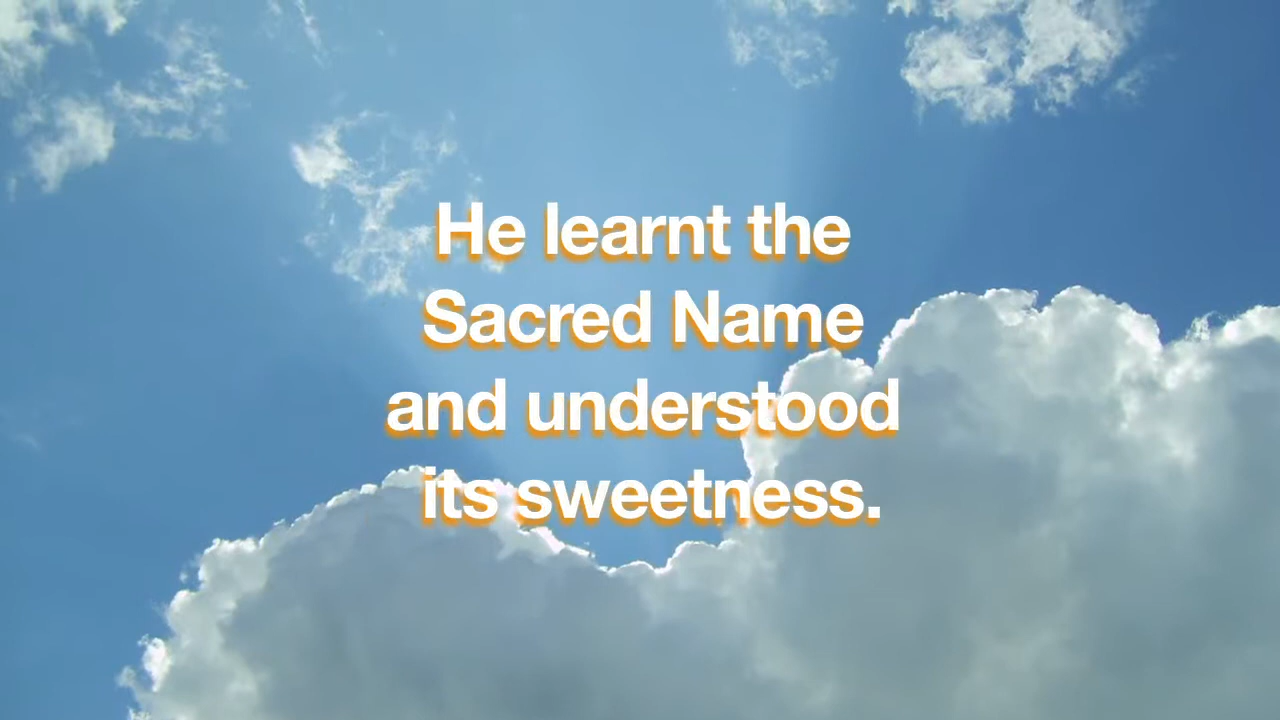 He learnt the
Sacred Name
and understood
its sweetness.